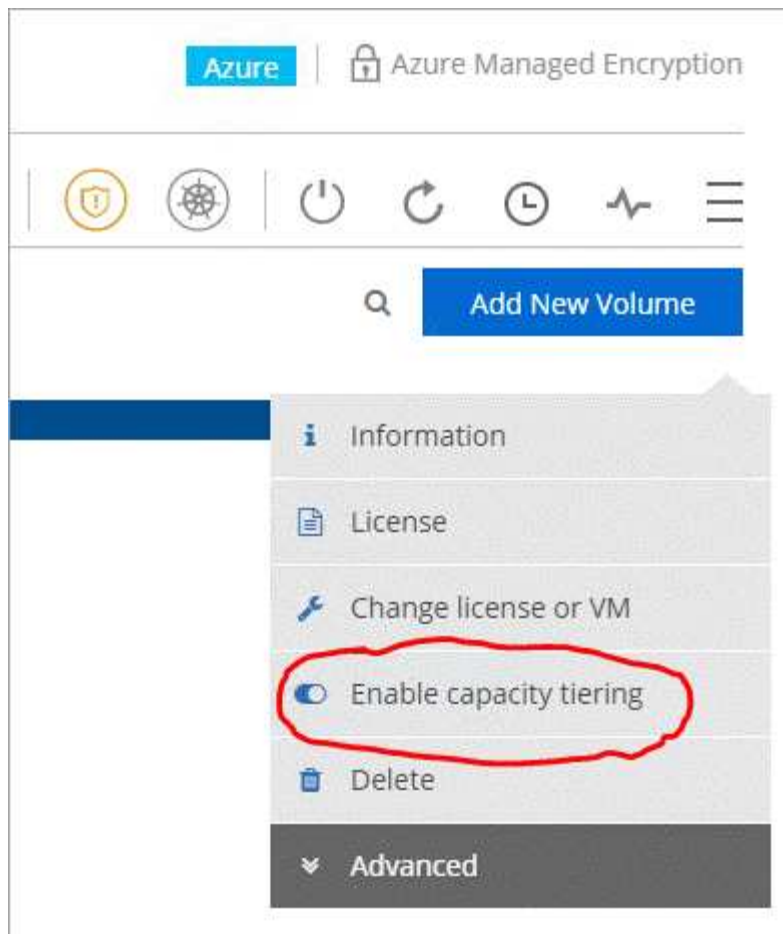 Azure Azure Managed Encryption
Add New Volume
Information
License
Change license or VM
Enable capacity tiering
Delete
Advanced